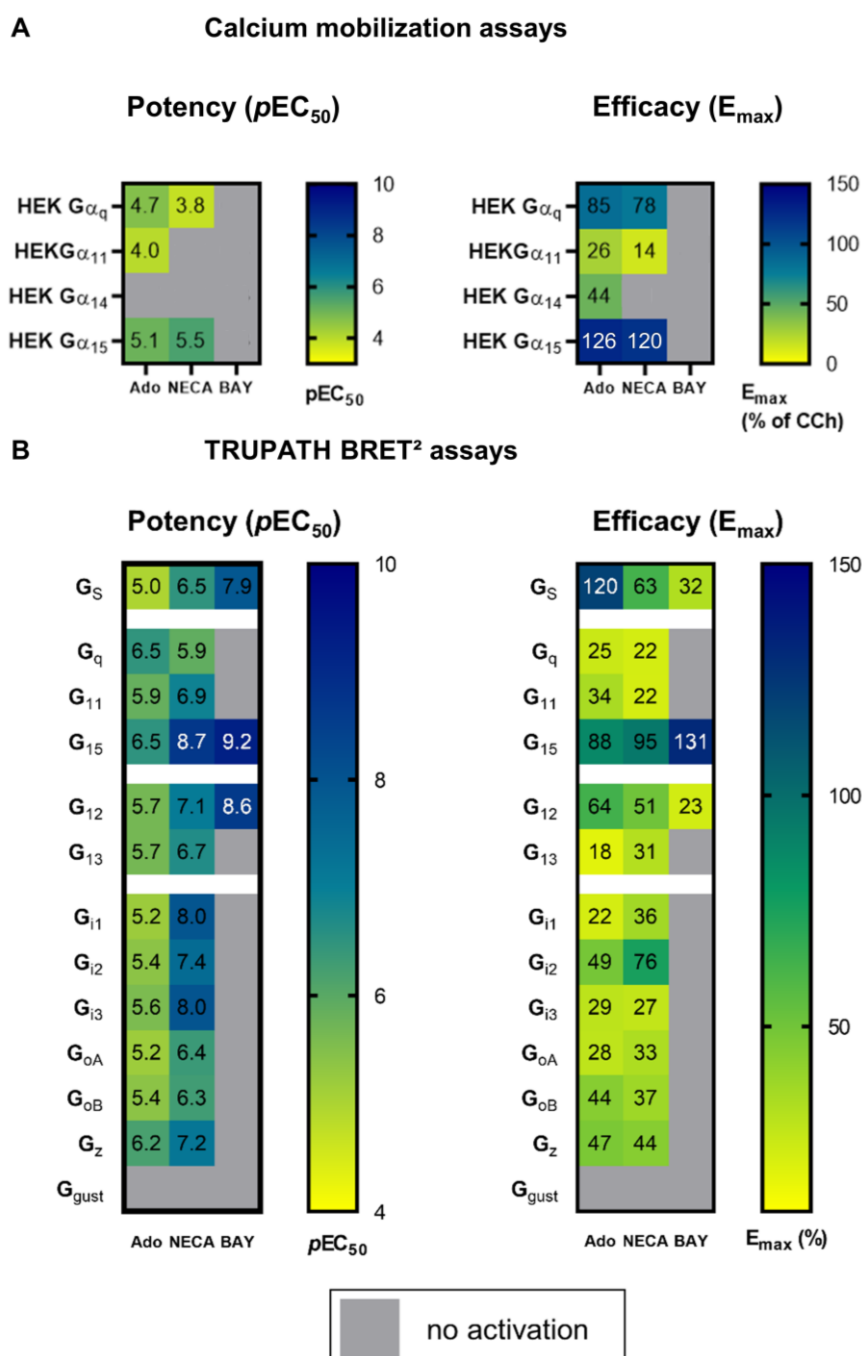 A Calcium mobilization assays
Potency (pEC50) Efficacy (Emax)
HEK Gαq 4.7 3.8
HEKGα11 4.0
HEK Gα14
HEK Gα15 5.1 5.5
Ado NECA BAY
10
8
6
4
pEC50
HEK Gαq 85 78
HEKGα11 26 14
HEK Gα14 44
HEK Gα15 126 120
Ado NECA BAY
150
100
50
0
Emax
(% of CCh)
B TRUPATH BRET² assays
Potency (pEC50) Efficacy (Emax)
GS 5.0 6.5 7.9
Gq 6.5 5.9
G11 5.9 6.9
G15 6.5 8.7 9.2
G12 5.7 7.1 8.6
G13 5.7 6.7
Gi1 5.2 8.0
Gi2 5.4 7.4
Gi3 5.6 8.0
GoA 5.2 6.4
GoB 5.4 6.3
Gz 6.2 7.2
Ggust
Ado NECA BAY
10
8
6
4
pEC50
GS 120 63 32
Gq 25 22
G11 34 22
G15 88 95 131
G12 64 51 23
G13 18 31
Gi1 22 36
Gi2 49 76
Gi3 29 27
GoA 28 33
GoB 44 37
Gz 47 44
Ggust
Ado NECA BAY
150
100
50
Emax (%)
no activation